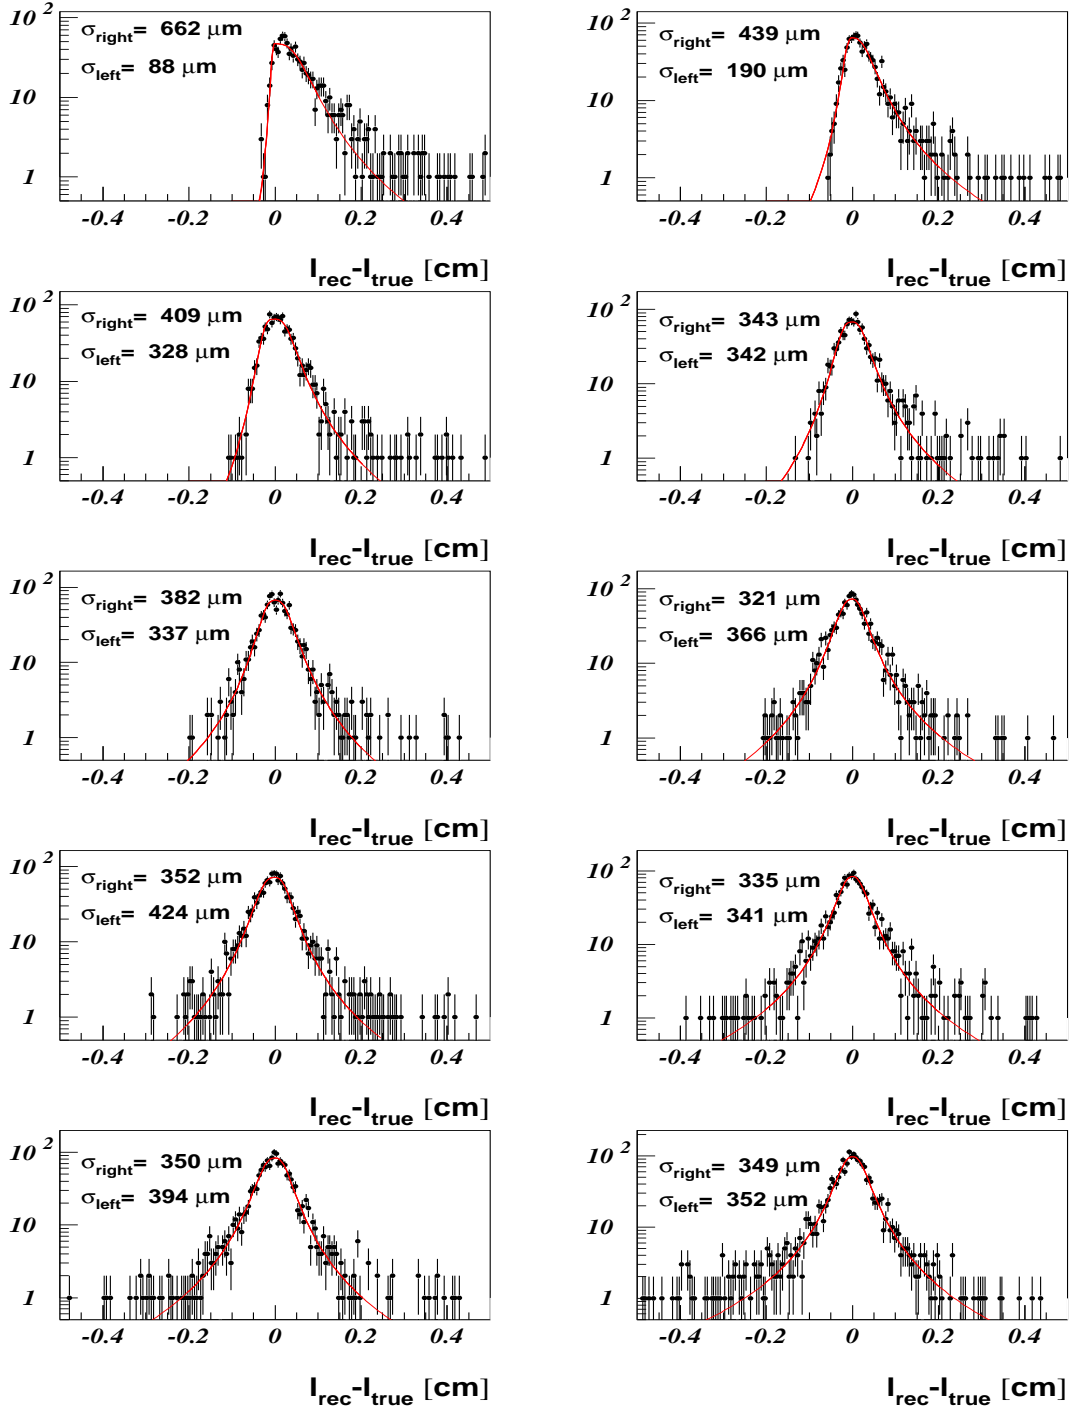 10 2
10
1
σright= 662 μm
σleft= 88 μm
-0.4 -0.2 0 0.2 0.4
lrec-ltrue [cm]
10 2
10
1
σright= 439 μm
σleft= 190 μm
-0.4 -0.2 0 0.2 0.4
lrec-ltrue [cm]
10 2
10
1
σright= 409 μm
σleft= 328 μm
-0.4 -0.2 0 0.2 0.4
lrec-ltrue [cm]
10 2
10
1
σright= 343 μm
σleft= 342 μm
-0.4 -0.2 0 0.2 0.4
lrec-ltrue [cm]
10 2
10
1
σright= 382 μm
σleft= 337 μm
-0.4 -0.2 0 0.2 0.4
lrec-ltrue [cm]
10 2
10
1
σright= 321 μm
σleft= 366 μm
-0.4 -0.2 0 0.2 0.4
lrec-ltrue [cm]
10 2
10
1
σright= 352 μm
σleft= 424 μm
-0.4 -0.2 0 0.2 0.4
lrec-ltrue [cm]
10 2
10
1
σright= 335 μm
σleft= 341 μm
-0.4 -0.2 0 0.2 0.4
lrec-ltrue [cm]
10 2
10
1
σright= 350 μm
σleft= 394 μm
-0.4 -0.2 0 0.2 0.4
lrec-ltrue [cm]
10 2
10
1
σright= 349 μm
σleft= 352 μm
-0.4 -0.2 0 0.2 0.4
lrec-ltrue [cm]